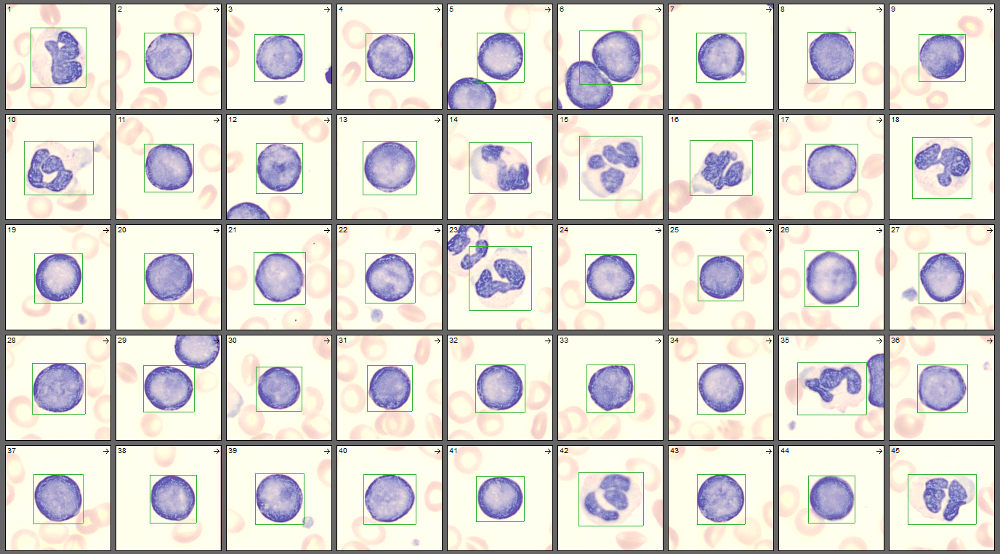 1 2 → 3 → 4 → 5 → 6 → 7 → 8 → 9 →
10 → 11 → 12 → 13 → 14 → 15 → 16 → 17 → 18 →
19 → 20 → 21 → 22 → 23 → 24 → 25 → 26 → 27 →
28 → 29 → 30 → 31 → 32 → 33 → 34 → 35 → 36 →
37 → 38 → 39 → 40 → 41 → 42 → 43 → 44 → 45 →